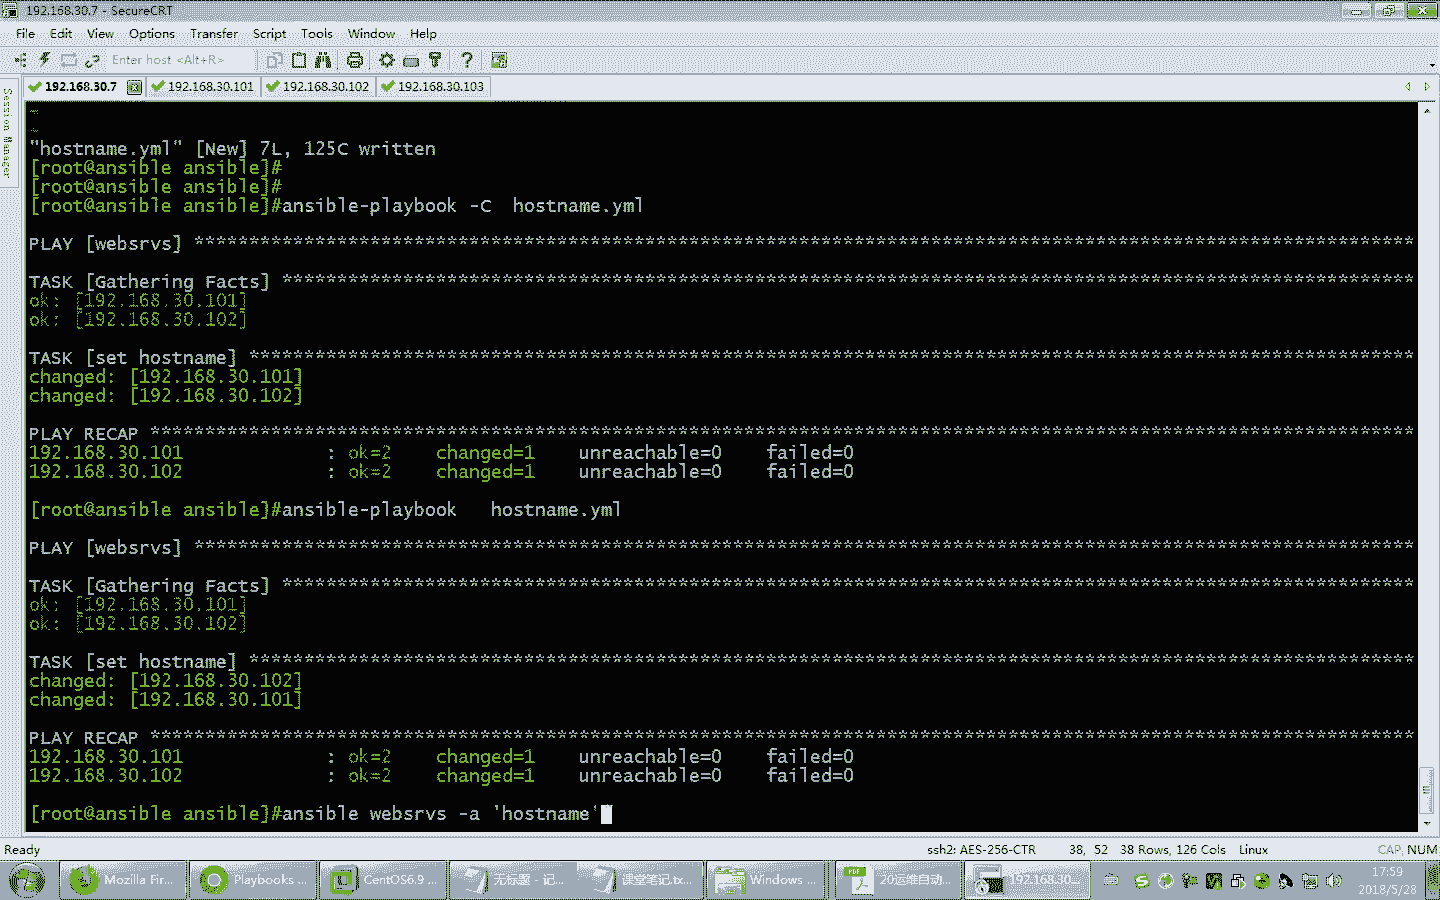 192.168.30.7 - SecureCRT
File Edit View Options Transfer Script Tools Window Help
Enter host <Alt+R>
192.168.30.7 192.168.30.101 192.168.30.102 192.168.30.103
Session Manager
~
~
"hostname.yml" [New] 7L, 125C written
[root@ansible ansible]#
[root@ansible ansible]#
[root@ansible ansible]#ansible-playbook -C  hostname.yml
PLAY [websrvs] ********************************************************************************
TASK [Gathering Facts] ********************************************************************************
ok: [192.168.30.101]
ok: [192.168.30.102]
TASK [set hostname] ********************************************************************************
changed: [192.168.30.101]
changed: [192.168.30.102]
PLAY RECAP ********************************************************************************
192.168.30.101 : ok=2 changed=1 unreachable=0 failed=0
192.168.30.102 : ok=2 changed=1 unreachable=0 failed=0
[root@ansible ansible]#ansible-playbook   hostname.yml
PLAY [websrvs] ********************************************************************************
TASK [Gathering Facts] ********************************************************************************
ok: [192.168.30.101]
ok: [192.168.30.102]
TASK [set hostname] ********************************************************************************
changed: [192.168.30.102]
changed: [192.168.30.101]
PLAY RECAP ********************************************************************************
192.168.30.101 : ok=2 changed=1 unreachable=0 failed=0
192.168.30.102 : ok=2 changed=1 unreachable=0 failed=0
[root@ansible ansible]#ansible websrvs -a 'hostname'
Ready ssh2: AES-256-CTR 38, 52 38 Rows, 126 Cols Linux CAP, NUM
Mozilla Fir... Playbooks ... CentOS6.9 ... 无标题 - 记... 课堂笔记.tx... Windows ... PDF 20运维自动... 192.168.30... 17:59
2018/5/28